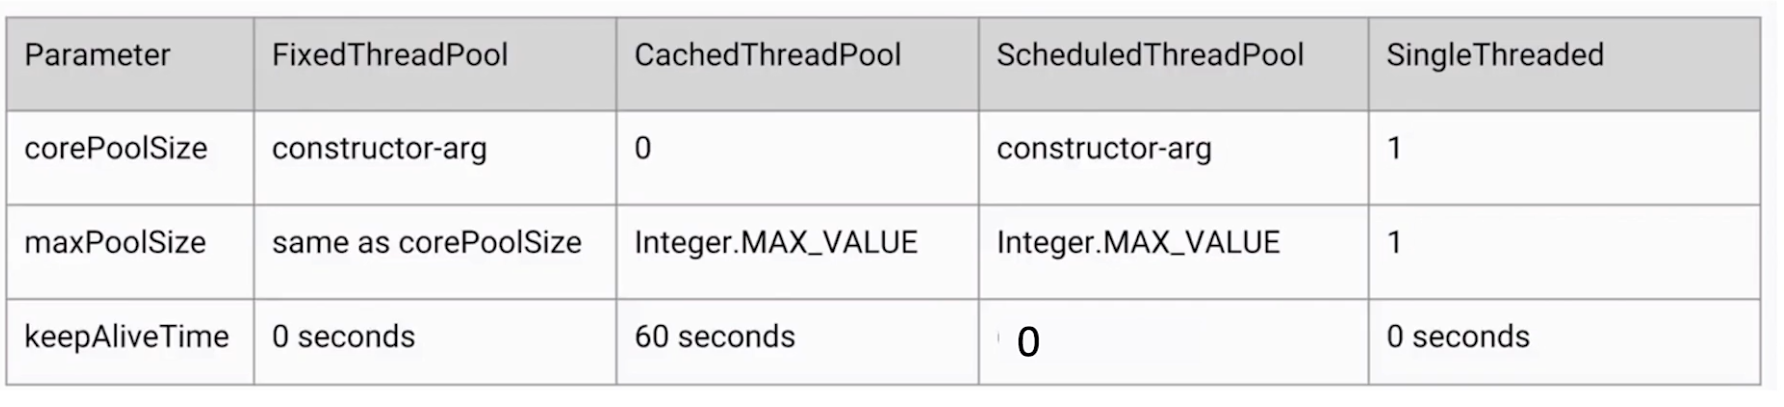 Parameter FixedThreadPool CachedThreadPool ScheduledThreadPool SingleThreaded
corePoolSize constructor-arg 0 constructor-arg 1
maxPoolSize same as corePoolSize Integer.MAX_VALUE Integer.MAX_VALUE 1
keepAliveTime 0 seconds 60 seconds 0 0 seconds